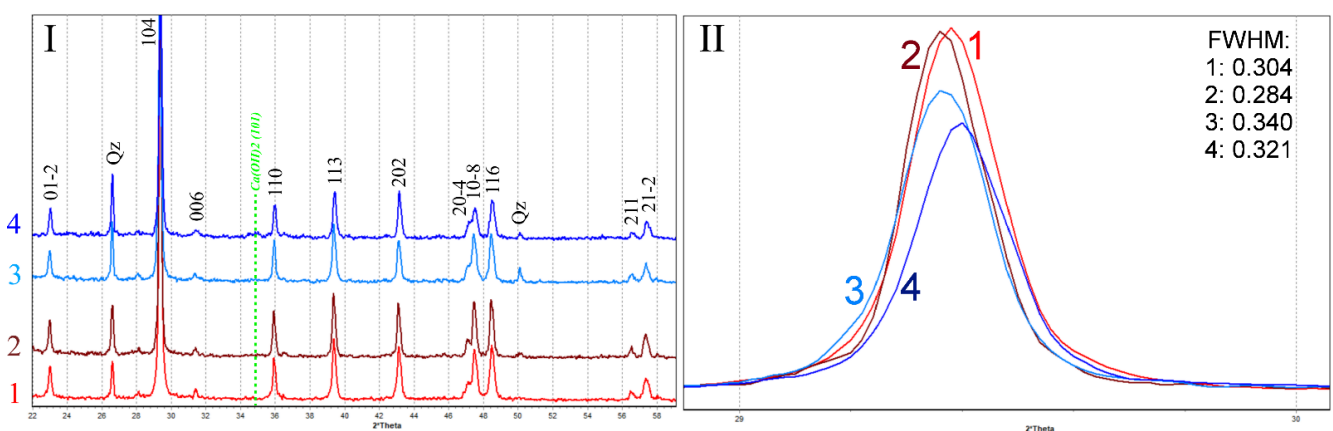 I
104
01-2
Qz
006
Ca(OH)2 (101)
110
113
202
20-4
10-8
116
Qz
211
21-2
4
3
2
1
22 24 26 28 30 32 34 36 38 40 42 44 46 48 50 52 54 56 58
2*Theta
II
FWHM:
1: 0.304
2: 0.284
3: 0.340
4: 0.321
2
1
3
4
29 30
2*Theta